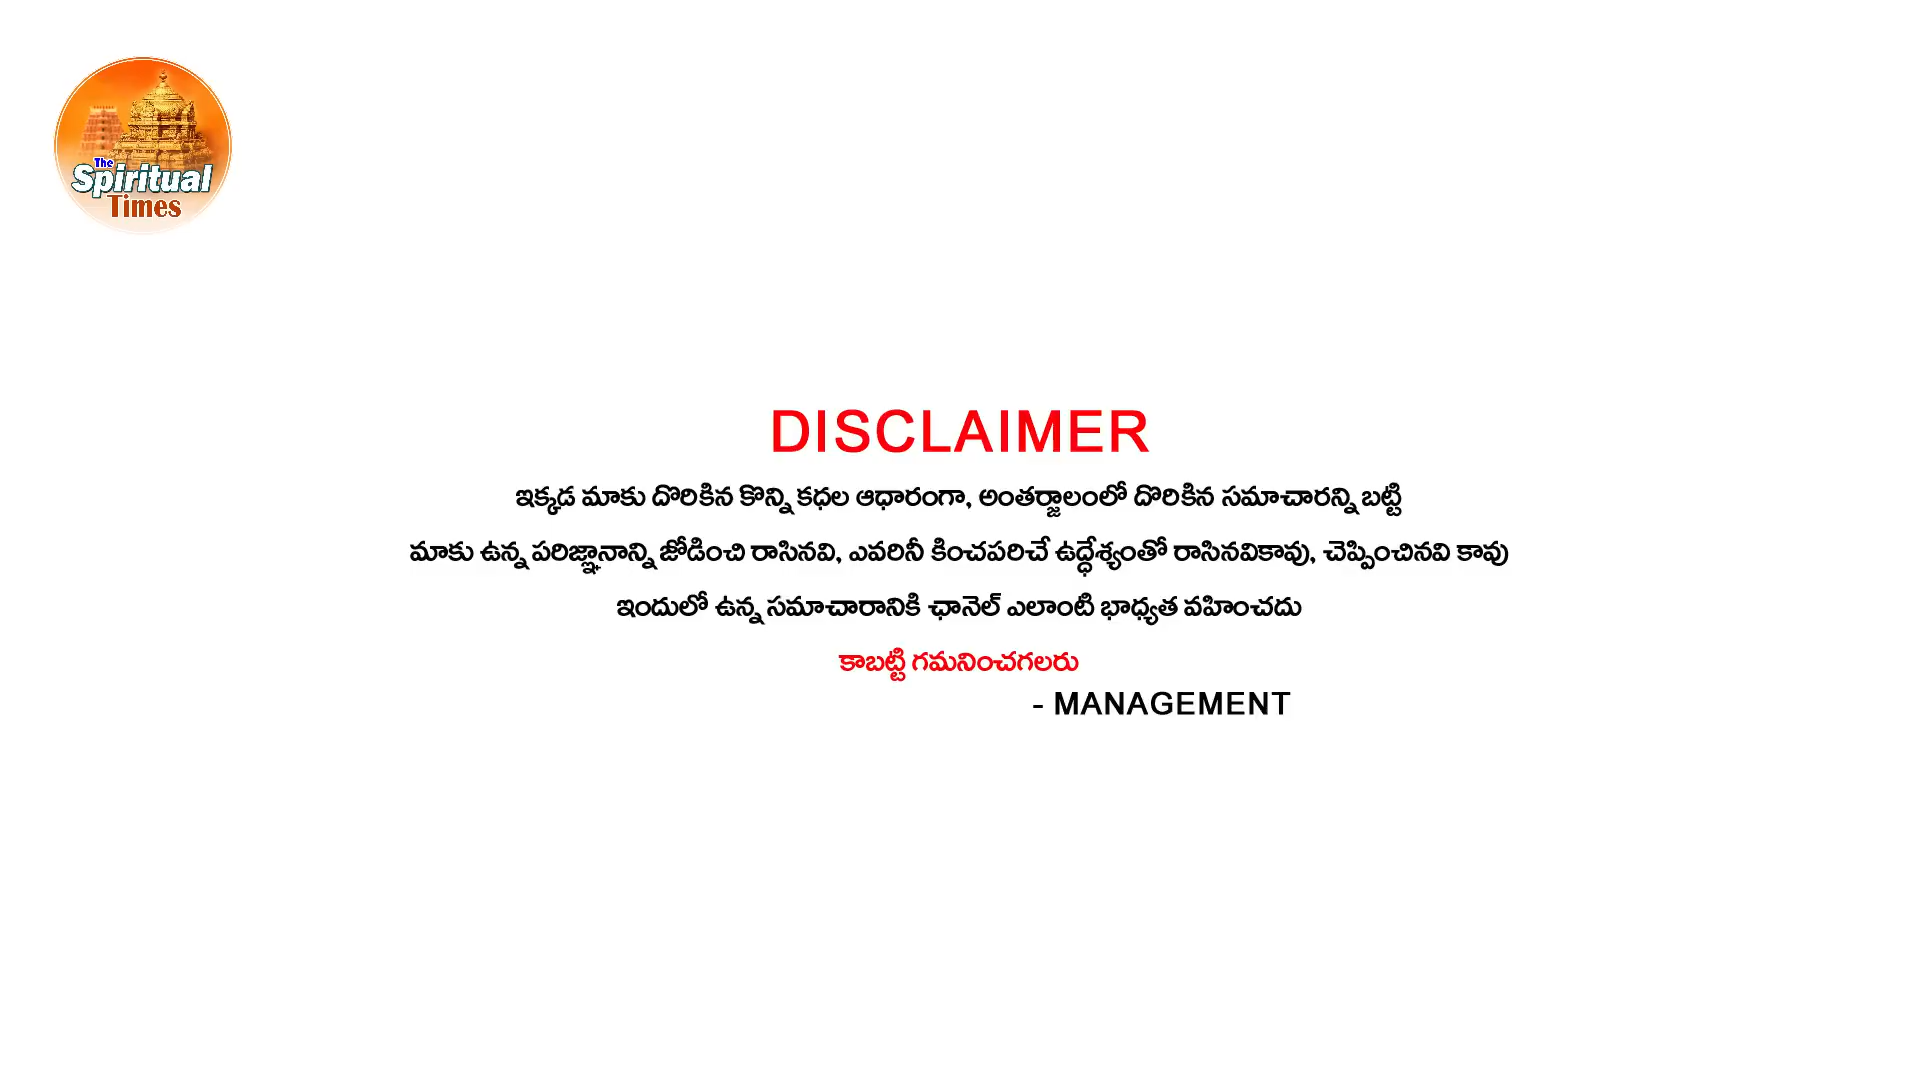 The
Spiritual
Times
DISCLAIMER
ఇక్కడ మాకు దొరికిన కొన్ని కధల ఆధారంగా, అంతర్జాలంలో దొరికిన సమాచారన్ని బట్టి
మాకు ఉన్న పరిజ్ఞానాన్ని జోడించి రాసినవి, ఎవరినీ కించపరిచే ఉద్ధేశ్యంతో రాసినవికావు, చెప్పించినవి కావు
ఇందులో ఉన్న సమాచారానికి ఛానెల్ ఎలాంటి భాధ్యత వహించదు
కాబట్టి గమనించగలరు
- MANAGEMENT